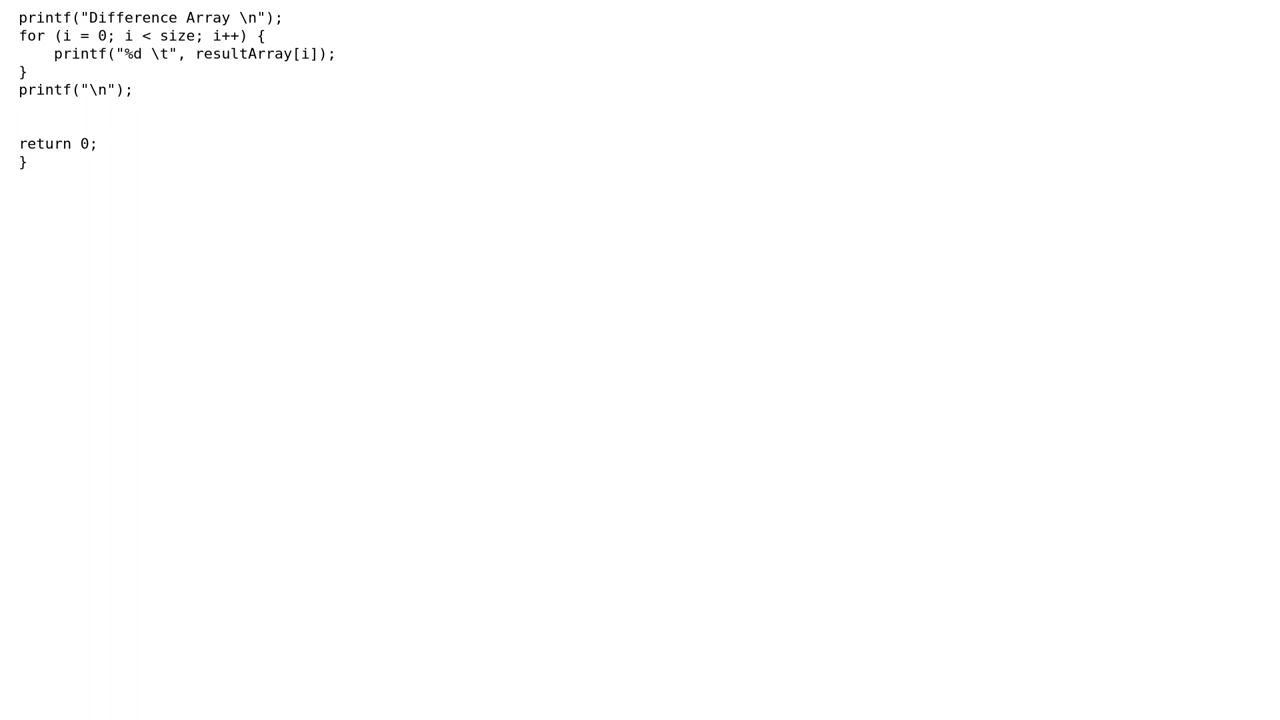 printf("Difference Array \n");
for (i = 0; i < size; i++) {
    printf("%d \t", resultArray[i]);
}
printf("\n");
return 0;
}